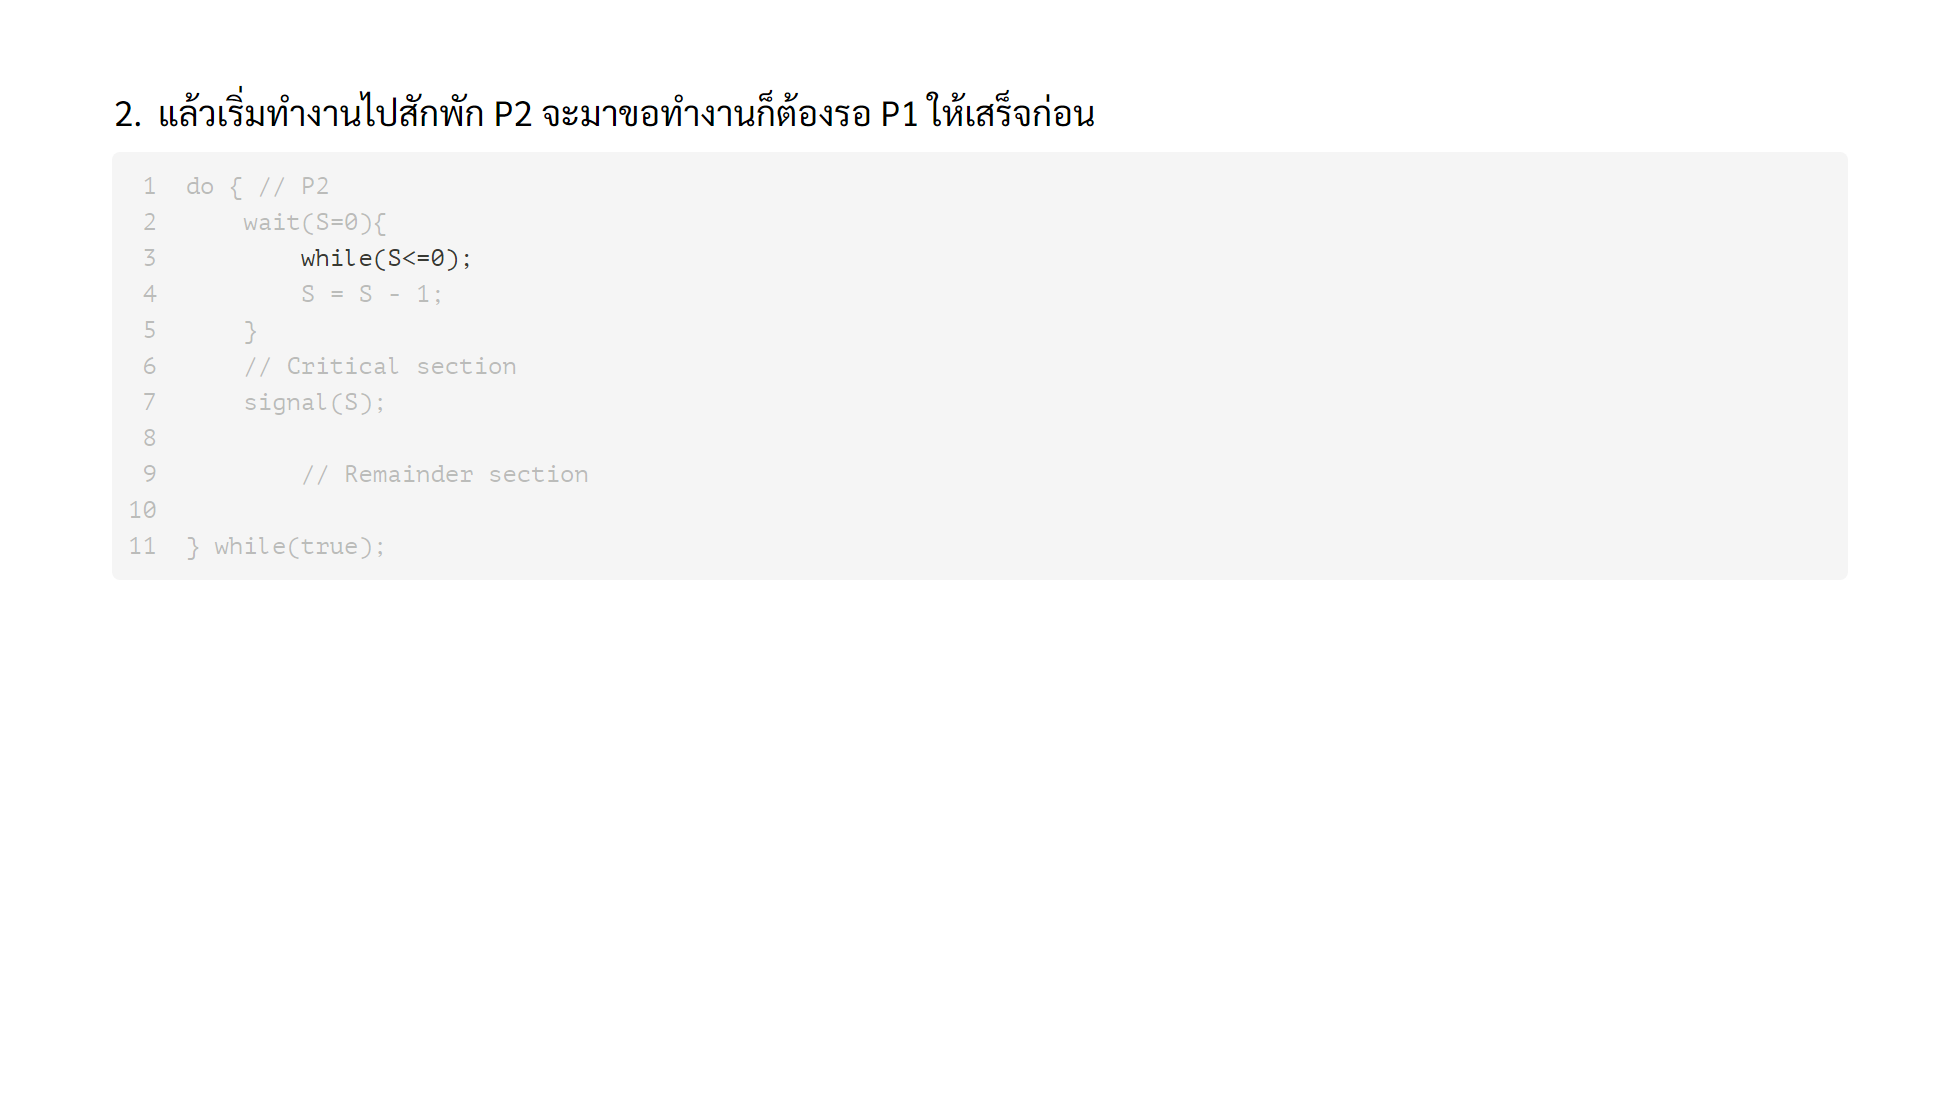 2. แล้วเริ่มทำงานไปสักพัก P2 จะมาขอทำงานก็ต้องรอ P1 ให้เสร็จก่อน
1 do { // P2
2     wait(S=0){
3         while(S<=0);
4         S = S - 1;
5     }
6     // Critical section
7     signal(S);
8
9         // Remainder section
10
11 } while(true);